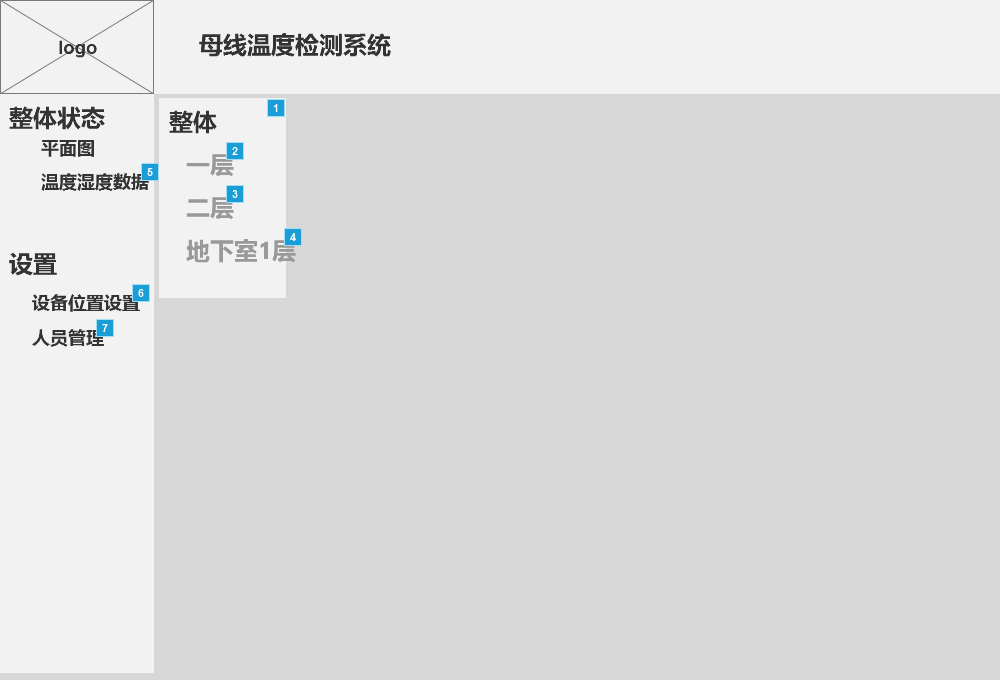 logo
母线温度检测系统
整体状态
平面图
温度湿度数据
5
设置
设备位置设置
6
人员管理
7
1
整体
2
一层
3
二层
4
地下室1层